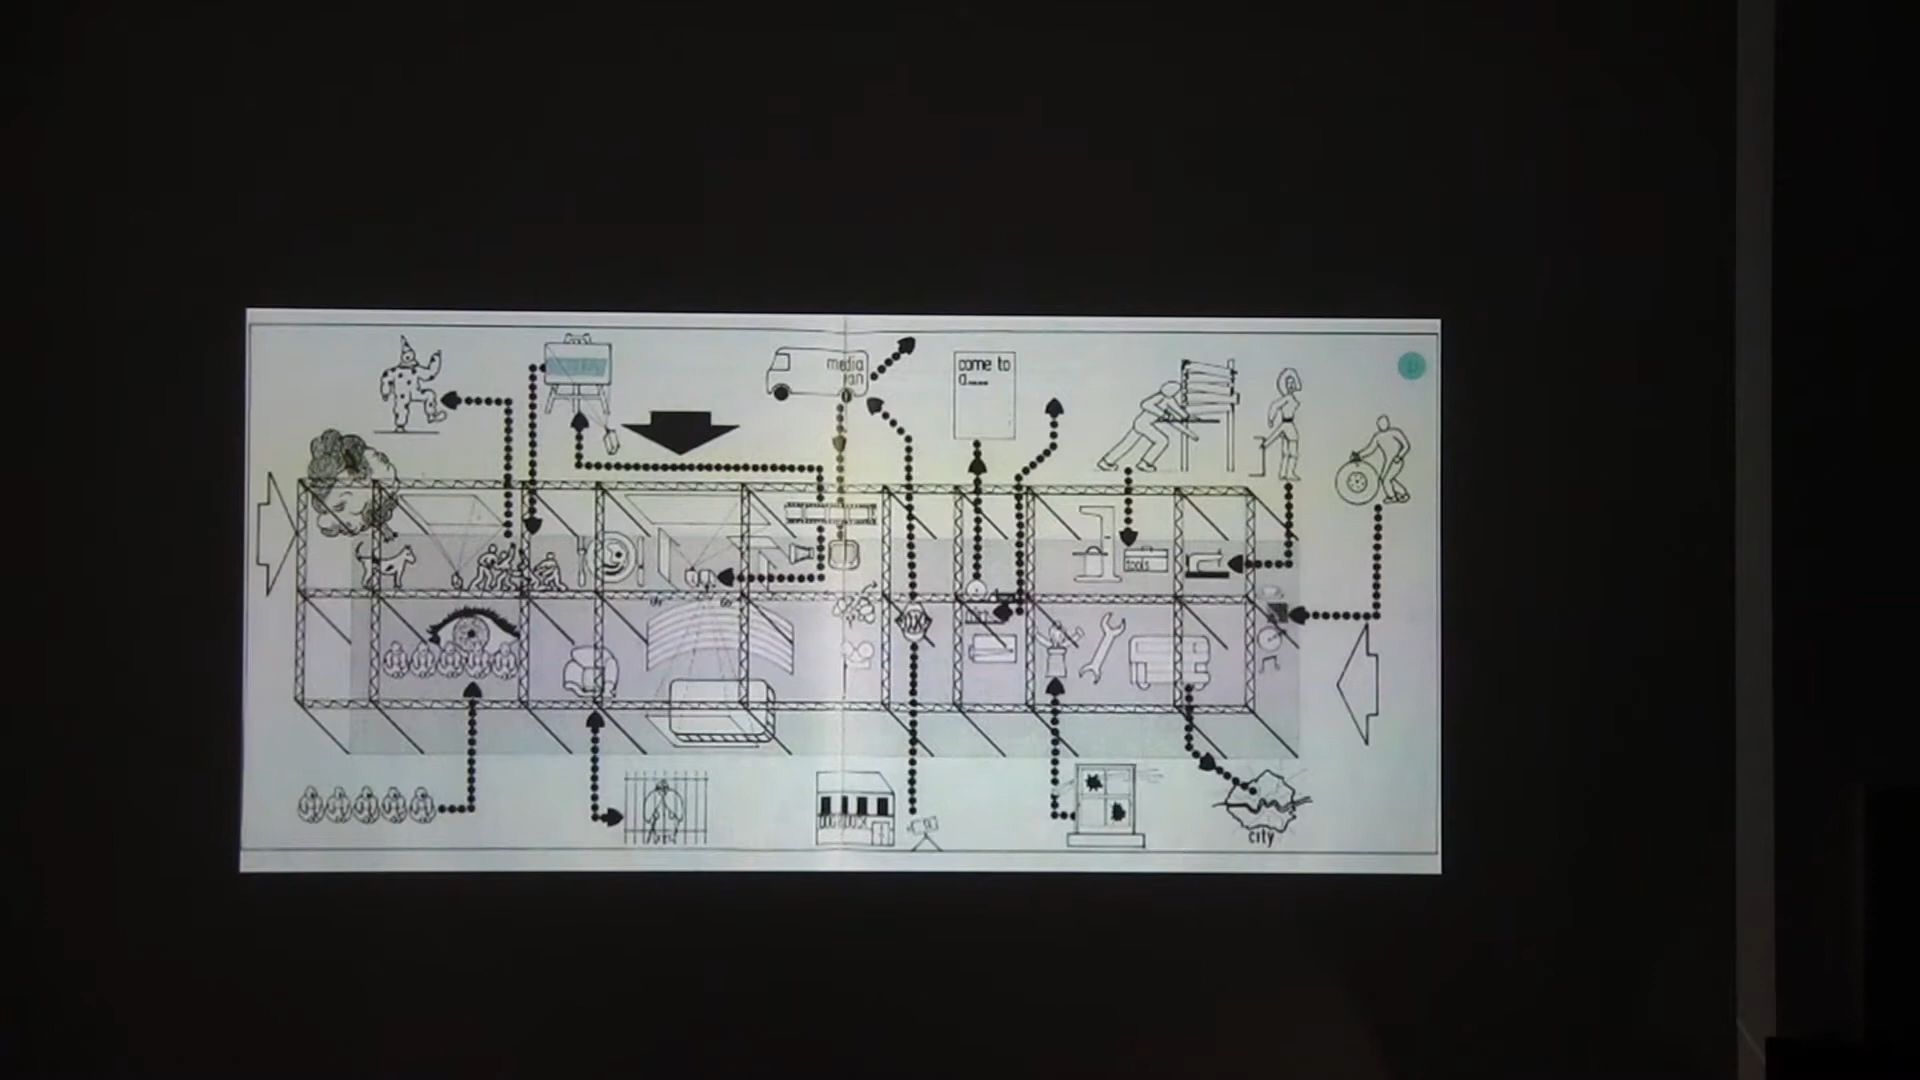 media
van
come to
a......
tools
city